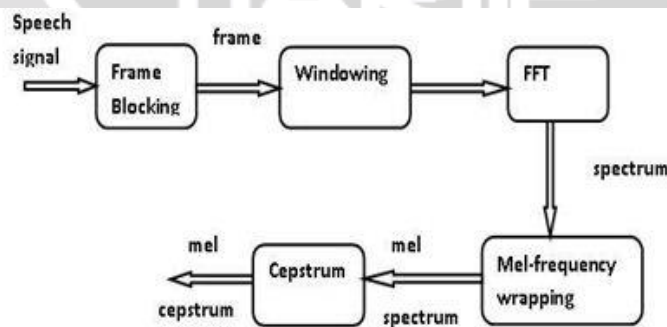 Speech
signal
frame
Frame
Blocking
Windowing
FFT
spectrum
Mel-frequency
wrapping
mel
spectrum
Cepstrum
mel
cepstrum